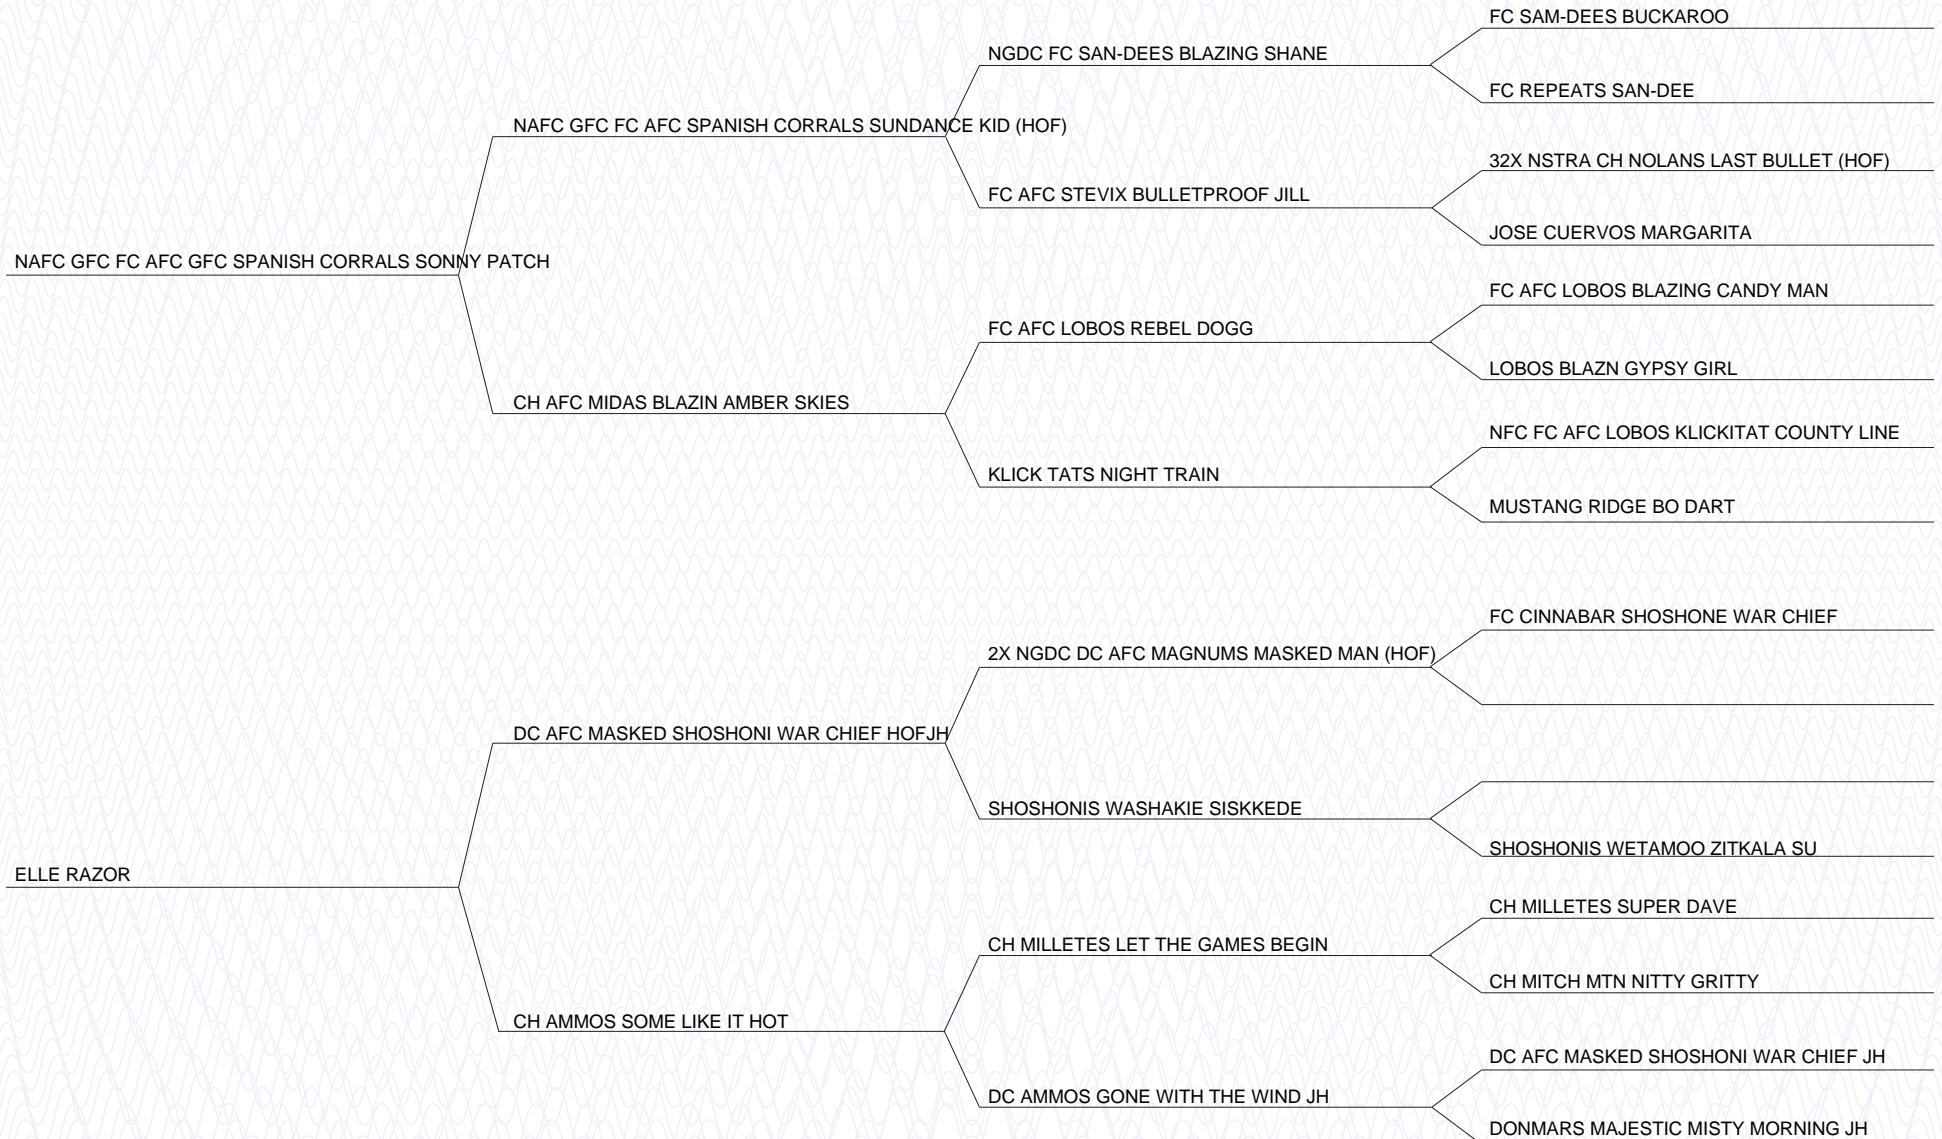 FC SAM-DEES BUCKAROO
NGDC FC SAN-DEES BLAZING SHANE
FC REPEATS SAN-DEE
NAFC GFC FC AFC SPANISH CORRALS SUNDANCE KID (HOF)
32X NSTRA CH NOLANS LAST BULLET (HOF)
FC AFC STEVIX BULLETPROOF JILL
JOSE CUERVOS MARGARITA
NAFC GFC FC AFC GFC SPANISH CORRALS SONNY PATCH
FC AFC LOBOS BLAZING CANDY MAN
FC AFC LOBOS REBEL DOGG
LOBOS BLAZN GYPSY GIRL
CH AFC MIDAS BLAZIN AMBER SKIES
NFC FC AFC LOBOS KLICKITAT COUNTY LINE
KLICK TATS NIGHT TRAIN
MUSTANG RIDGE BO DART
FC CINNABAR SHOSHONE WAR CHIEF
2X NGDC DC AFC MAGNUMS MASKED MAN (HOF)
DC AFC MASKED SHOSHONI WAR CHIEF HOFJH
SHOSHONIS WASHAKIE SISKKEDE
SHOSHONIS WETAMOO ZITKALA SU
ELLE RAZOR
CH MILLETES SUPER DAVE
CH MILLETES LET THE GAMES BEGIN
CH MITCH MTN NITTY GRITTY
CH AMMOS SOME LIKE IT HOT
DC AFC MASKED SHOSHONI WAR CHIEF JH
DC AMMOS GONE WITH THE WIND JH
DONMARS MAJESTIC MISTY MORNING JH